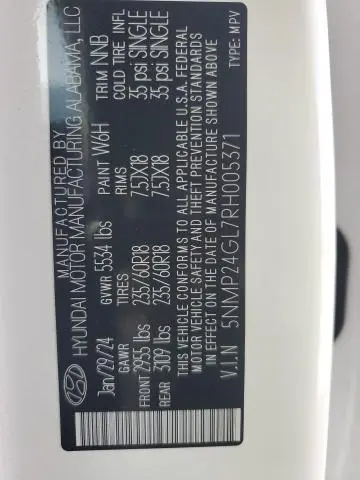 MANUFACTURED BY
HYUNDAI MOTOR MANUFACTURING ALABAMA, LLC
Jan/29/24 GVWR 5534 lbs PAINT W6H TRIM NNB
GAWR TIRES RIMS COLD TIRE INFL
FRONT 2955 lbs 235/60R18 7.5JX18 35 psi SINGLE
REAR 3109 lbs 235/60R18 7.5JX18 35 psi SINGLE
THIS VEHICLE CONFORMS TO ALL APPLICABLE U.S.A. FEDERAL
MOTOR VEHICLE SAFETY AND THEFT PREVENTION STANDARDS
IN EFFECT ON THE DATE OF MANUFACTURE SHOWN ABOVE.
V.I.N 5NMP24GL7RH005371 TYPE: MPV